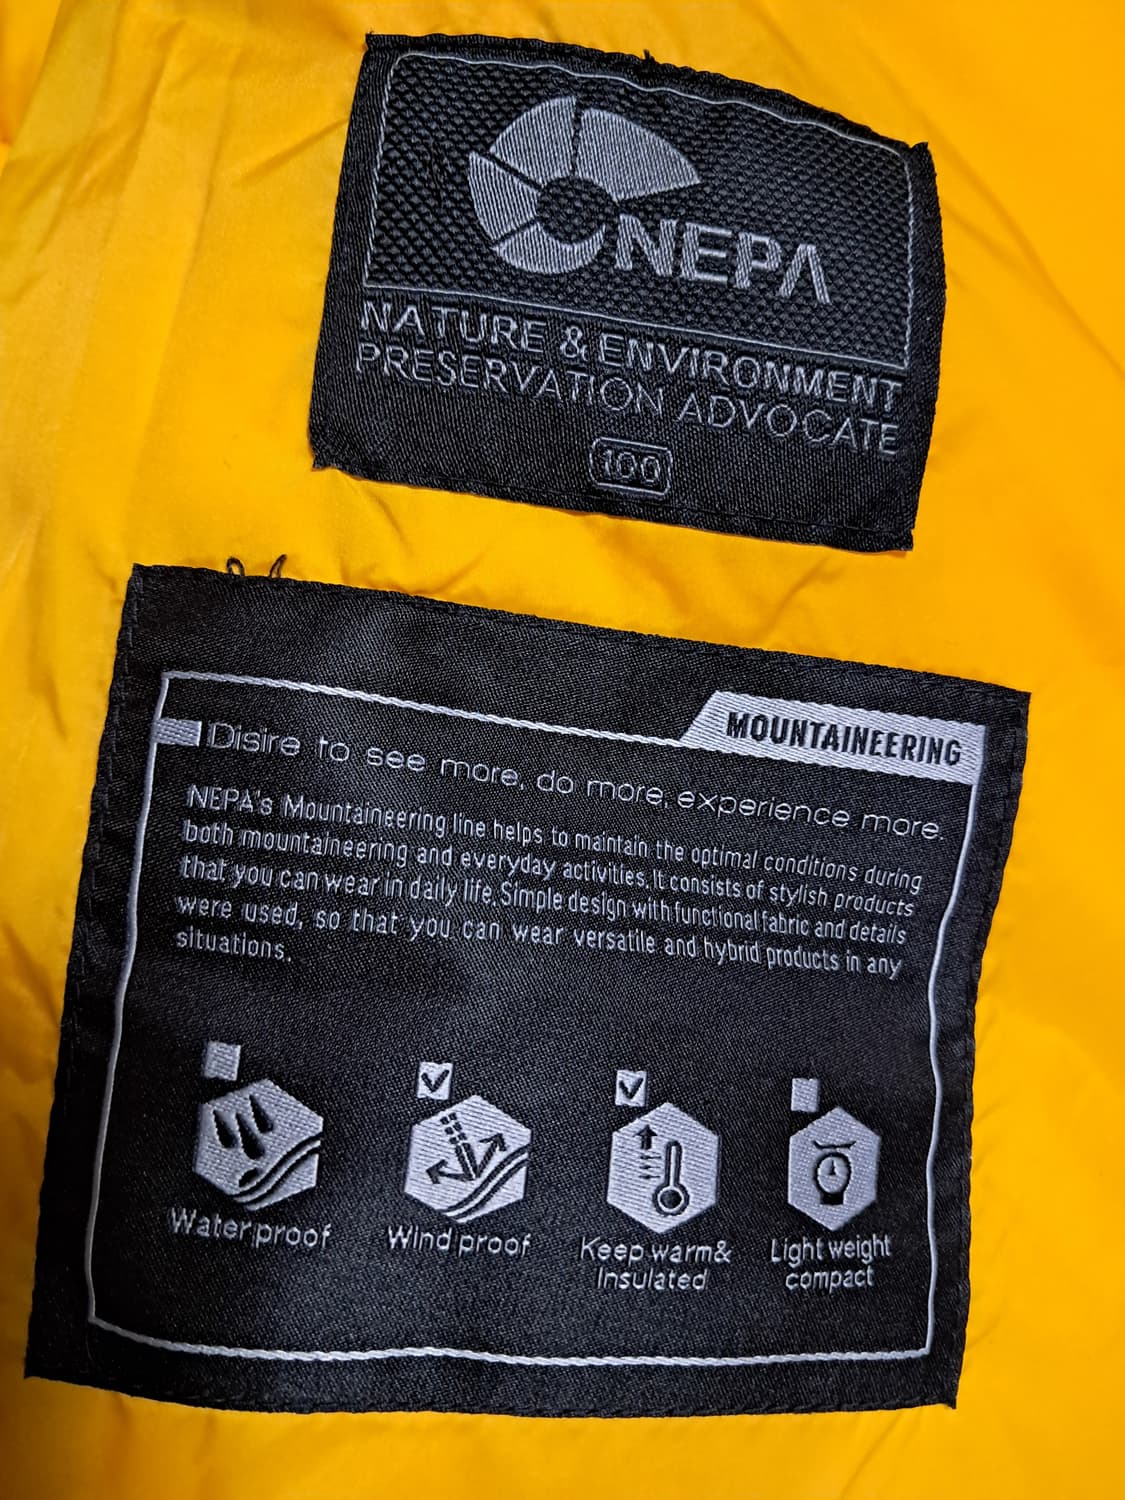 NEPA
NATURE & ENVIRONMENT
PRESERVATION ADVOCATE
100
MOUNTAINEERING
Disire to see more, do more, experience more.
NEPA's Mountaineering line helps to maintain the optimal conditions during
both mountaineering and everyday activities. It consists of stylish products
that you can wear in daily life. Simple design with functional fabric and details
were used, so that you can wear versatile and hybrid products in any
situations.
Water proof
Wind proof
Keep warm&
Insulated
Light weight
compact